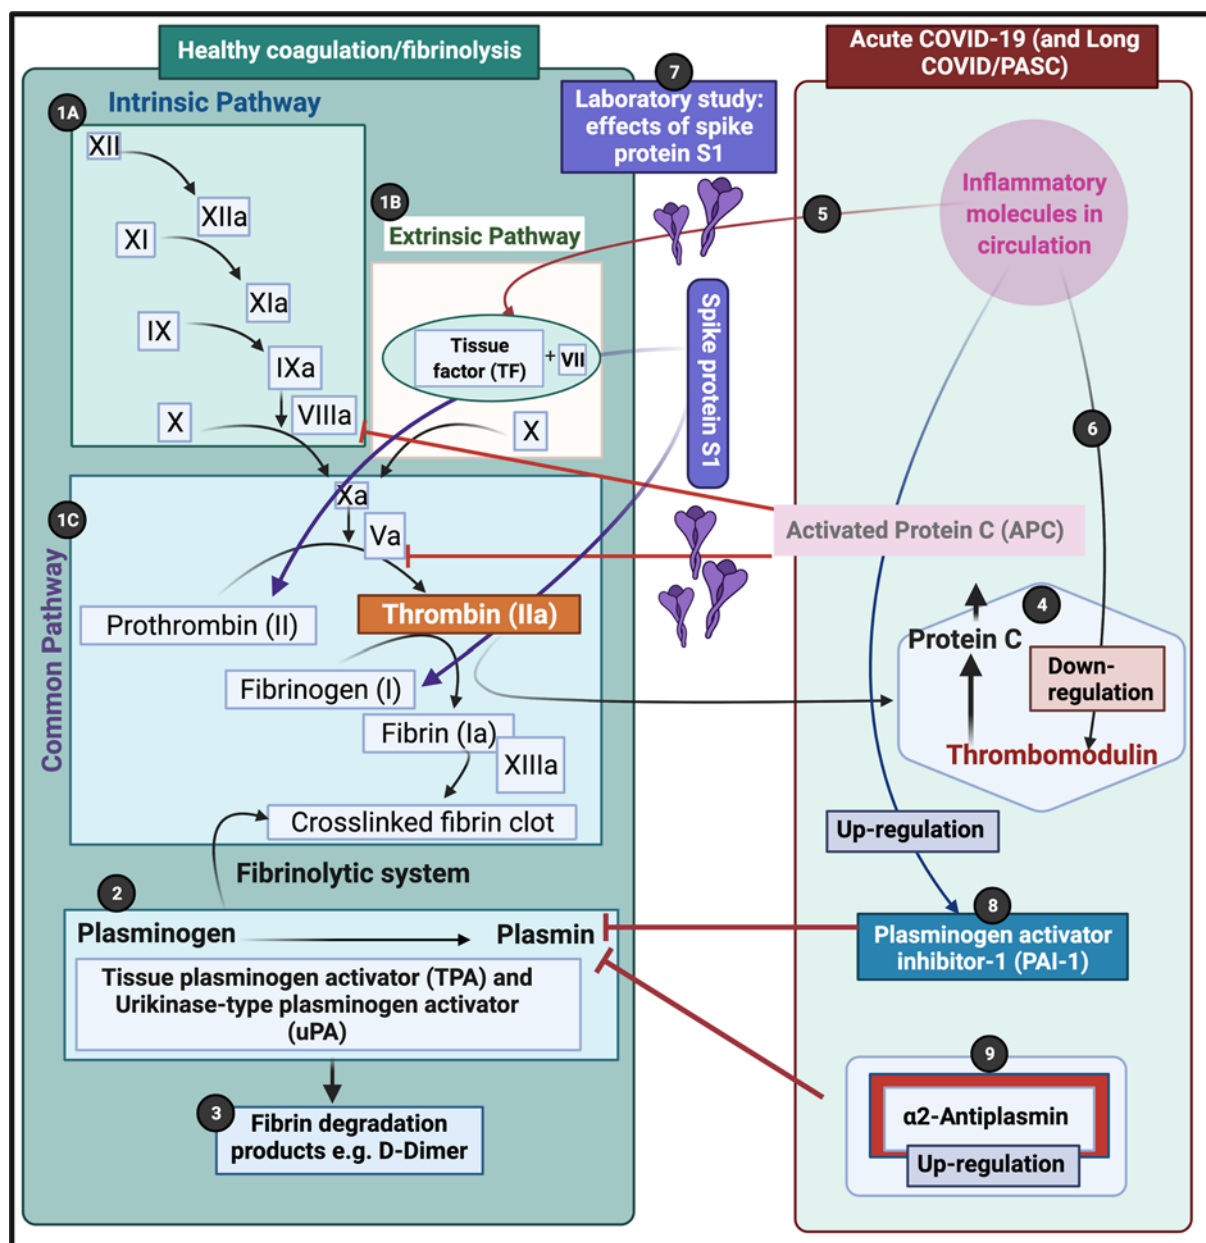 Healthy coagulation/fibrinolysis
Acute COVID-19 (and Long
COVID/PASC)
7
Laboratory study:
effects of spike
protein S1
1A
Intrinsic Pathway
XII
XIIa
XI
XIa
IX
IXa
VIIIa
X
1B
Extrinsic Pathway
Tissue
factor (TF)
+
VII
X
5
Inflammatory
molecules in
circulation
Spike protein S1
6
1C
Common Pathway
Xa
Va
Prothrombin (II)
Thrombin (IIa)
Fibrinogen (I)
Fibrin (Ia)
XIIIa
Crosslinked fibrin clot
Activated Protein C (APC)
4
Protein C
Down-
regulation
Thrombomodulin
Up-regulation
Fibrinolytic system
2
Plasminogen
Plasmin
Tissue plasminogen activator (TPA) and
Urikinase-type plasminogen activator
(uPA)
8
Plasminogen activator
inhibitor-1 (PAI-1)
3
Fibrin degradation
products e.g. D-Dimer
9
α2-Antiplasmin
Up-regulation